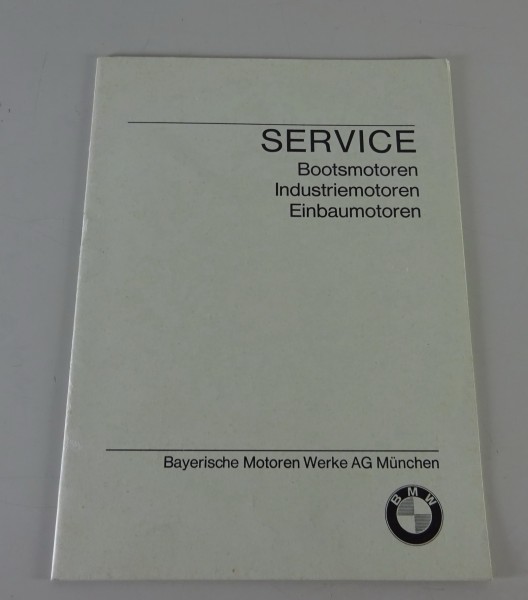 SERVICE
Bootsmotoren
Industriemotoren
Einbaumotoren
Bayerische Motoren Werke AG München
BMW